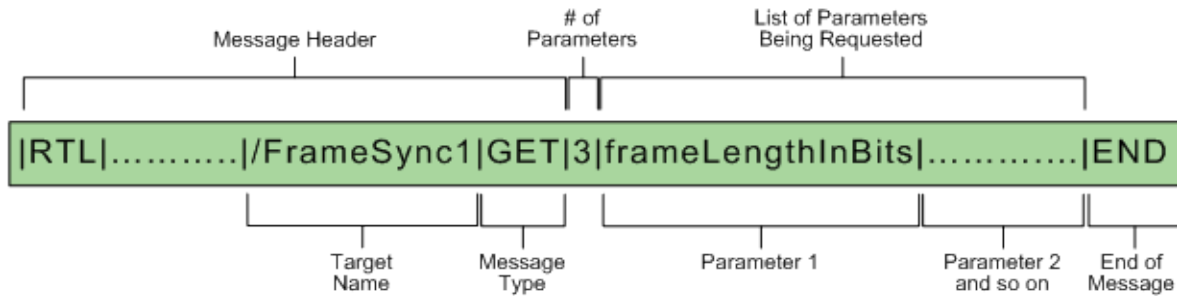 Message Header
# of
Parameters
List of Parameters
Being Requested
|RTL|………..|/FrameSync1|GET|3|frameLengthInBits|………….|END
Target
Name
Message
Type
Parameter 1
Parameter 2
and so on
End of
Message